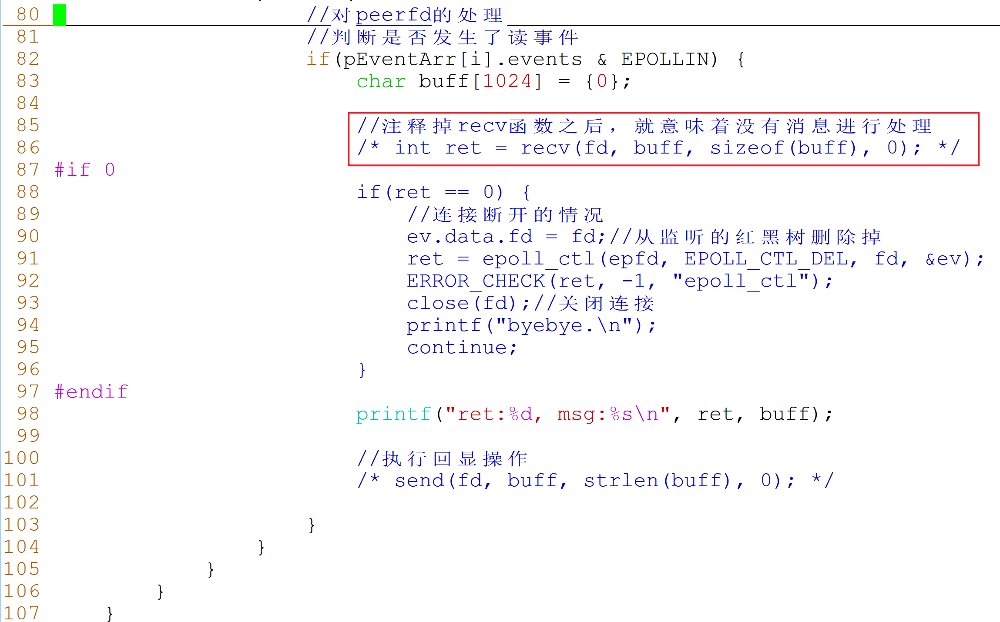 80 //对peerfd的处理
81 //判断是否发生了读事件
82 if(pEventArr[i].events & EPOLLIN) {
83 char buff[1024] = {0};
84
85 //注释掉recv函数之后，就意味着没有消息进行处理
86 /* int ret = recv(fd, buff, sizeof(buff), 0); */
87 #if 0
88 if(ret == 0) {
89 //连接断开的情况
90 ev.data.fd = fd;//从监听的红黑树删除掉
91 ret = epoll_ctl(epfd, EPOLL_CTL_DEL, fd, &ev);
92 ERROR_CHECK(ret, -1, "epoll_ctl");
93 close(fd);//关闭连接
94 printf("byebye.\n");
95 continue;
96 }
97 #endif
98 printf("ret:%d, msg:%s\n", ret, buff);
99
100 //执行回显操作
101 /* send(fd, buff, strlen(buff), 0); */
102
103 }
104 }
105 }
106 }
107 }